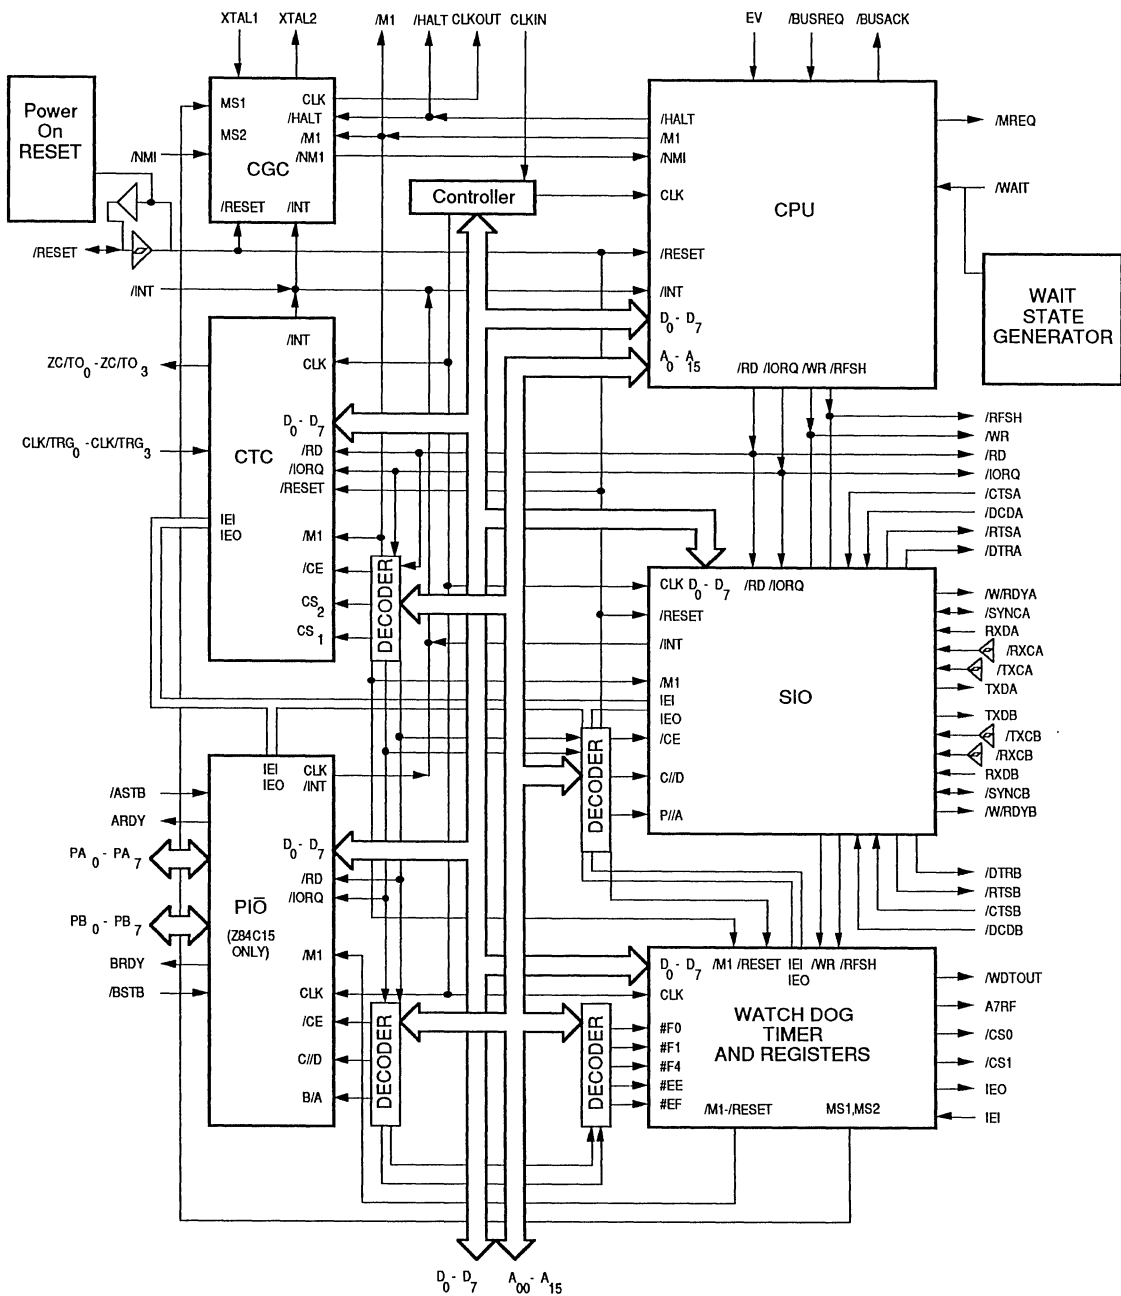 XTAL1 XTAL2 /M1 /HALT CLKOUT CLKIN EV /BUSREQ /BUSACK
Power
On
RESET
MS1
MS2
CLK
/HALT
/M1
/NM1
CGC
/RESET /INT
/NMI
/RESET
/INT
Controller
/HALT
/M1
/NMI
CLK
CPU
/RESET
/INT
D0 - D7
A0 - A15
/RD /IORQ /WR /RFSH
/MREQ
/WAIT
WAIT
STATE
GENERATOR
/INT
CLK
ZC/TO0 - ZC/TO3
CLK/TRG0 - CLK/TRG3
D0 - D7
CTC
/RD
/IORQ
/RESET
IEI
IEO
/M1
/CE
CS2
CS1
DECODER
/RFSH
/WR
/RD
/IORQ
/CTSA
/DCDA
/RTSA
/DTRA
CLK D0 - D7 /RD /IORQ
/RESET
/INT
/M1
IEI
IEO
/CE
C//D
P//A
SIO
DECODER
/W/RDYA
/SYNCA
RXDA
/RXCA
/TXCA
TXDA
TXDB
/TXCB
/RXCB
RXDB
/SYNCB
/W/RDYB
/DTRB
/RTSB
/CTSB
/DCDB
IEI
IEO
CLK
/INT
/ASTB
ARDY
PA0 - PA7
PB0 - PB7
BRDY
/BSTB
D0 - D7
/RD
/IORQ
PIO̅
(Z84C15
ONLY)
/M1
CLK
/CE
C//D
B/A
DECODER
DECODER
D0 - D7 /M1 /RESET IEI /WR /RFSH
IEO
CLK
#F0
#F1
#F4
#EE
#EF
WATCH DOG
TIMER
AND REGISTERS
/M1-/RESET MS1,MS2
/WDTOUT
A7RF
/CS0
/CS1
IEO
IEI
D0 - D7 A00 - A15